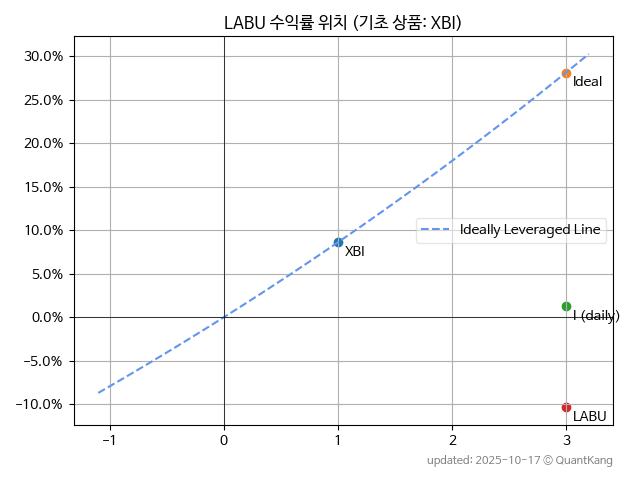 LABU 수익률 위치 (기초 상품: XBI)
30.0%
25.0%
20.0%
15.0%
10.0%
5.0%
0.0%
−5.0%
−10.0%
Ideal
Ideally Leveraged Line
XBI
I (daily)
LABU
−1
0
1
2
3
updated: 2025-10-17 © QuantKang